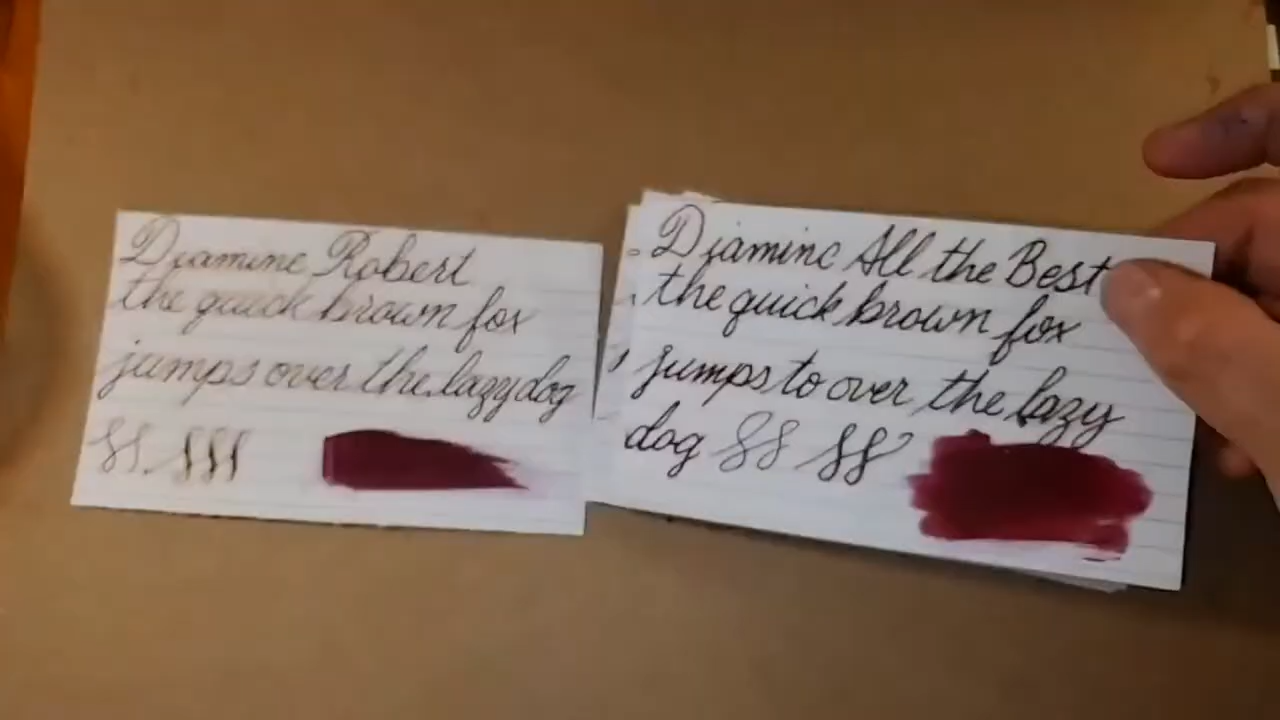 Diamine Robert
the quick brown fox
jumps over the lazy dog
Diamine All the Best
the quick brown fox
jumps to over the lazy
dog